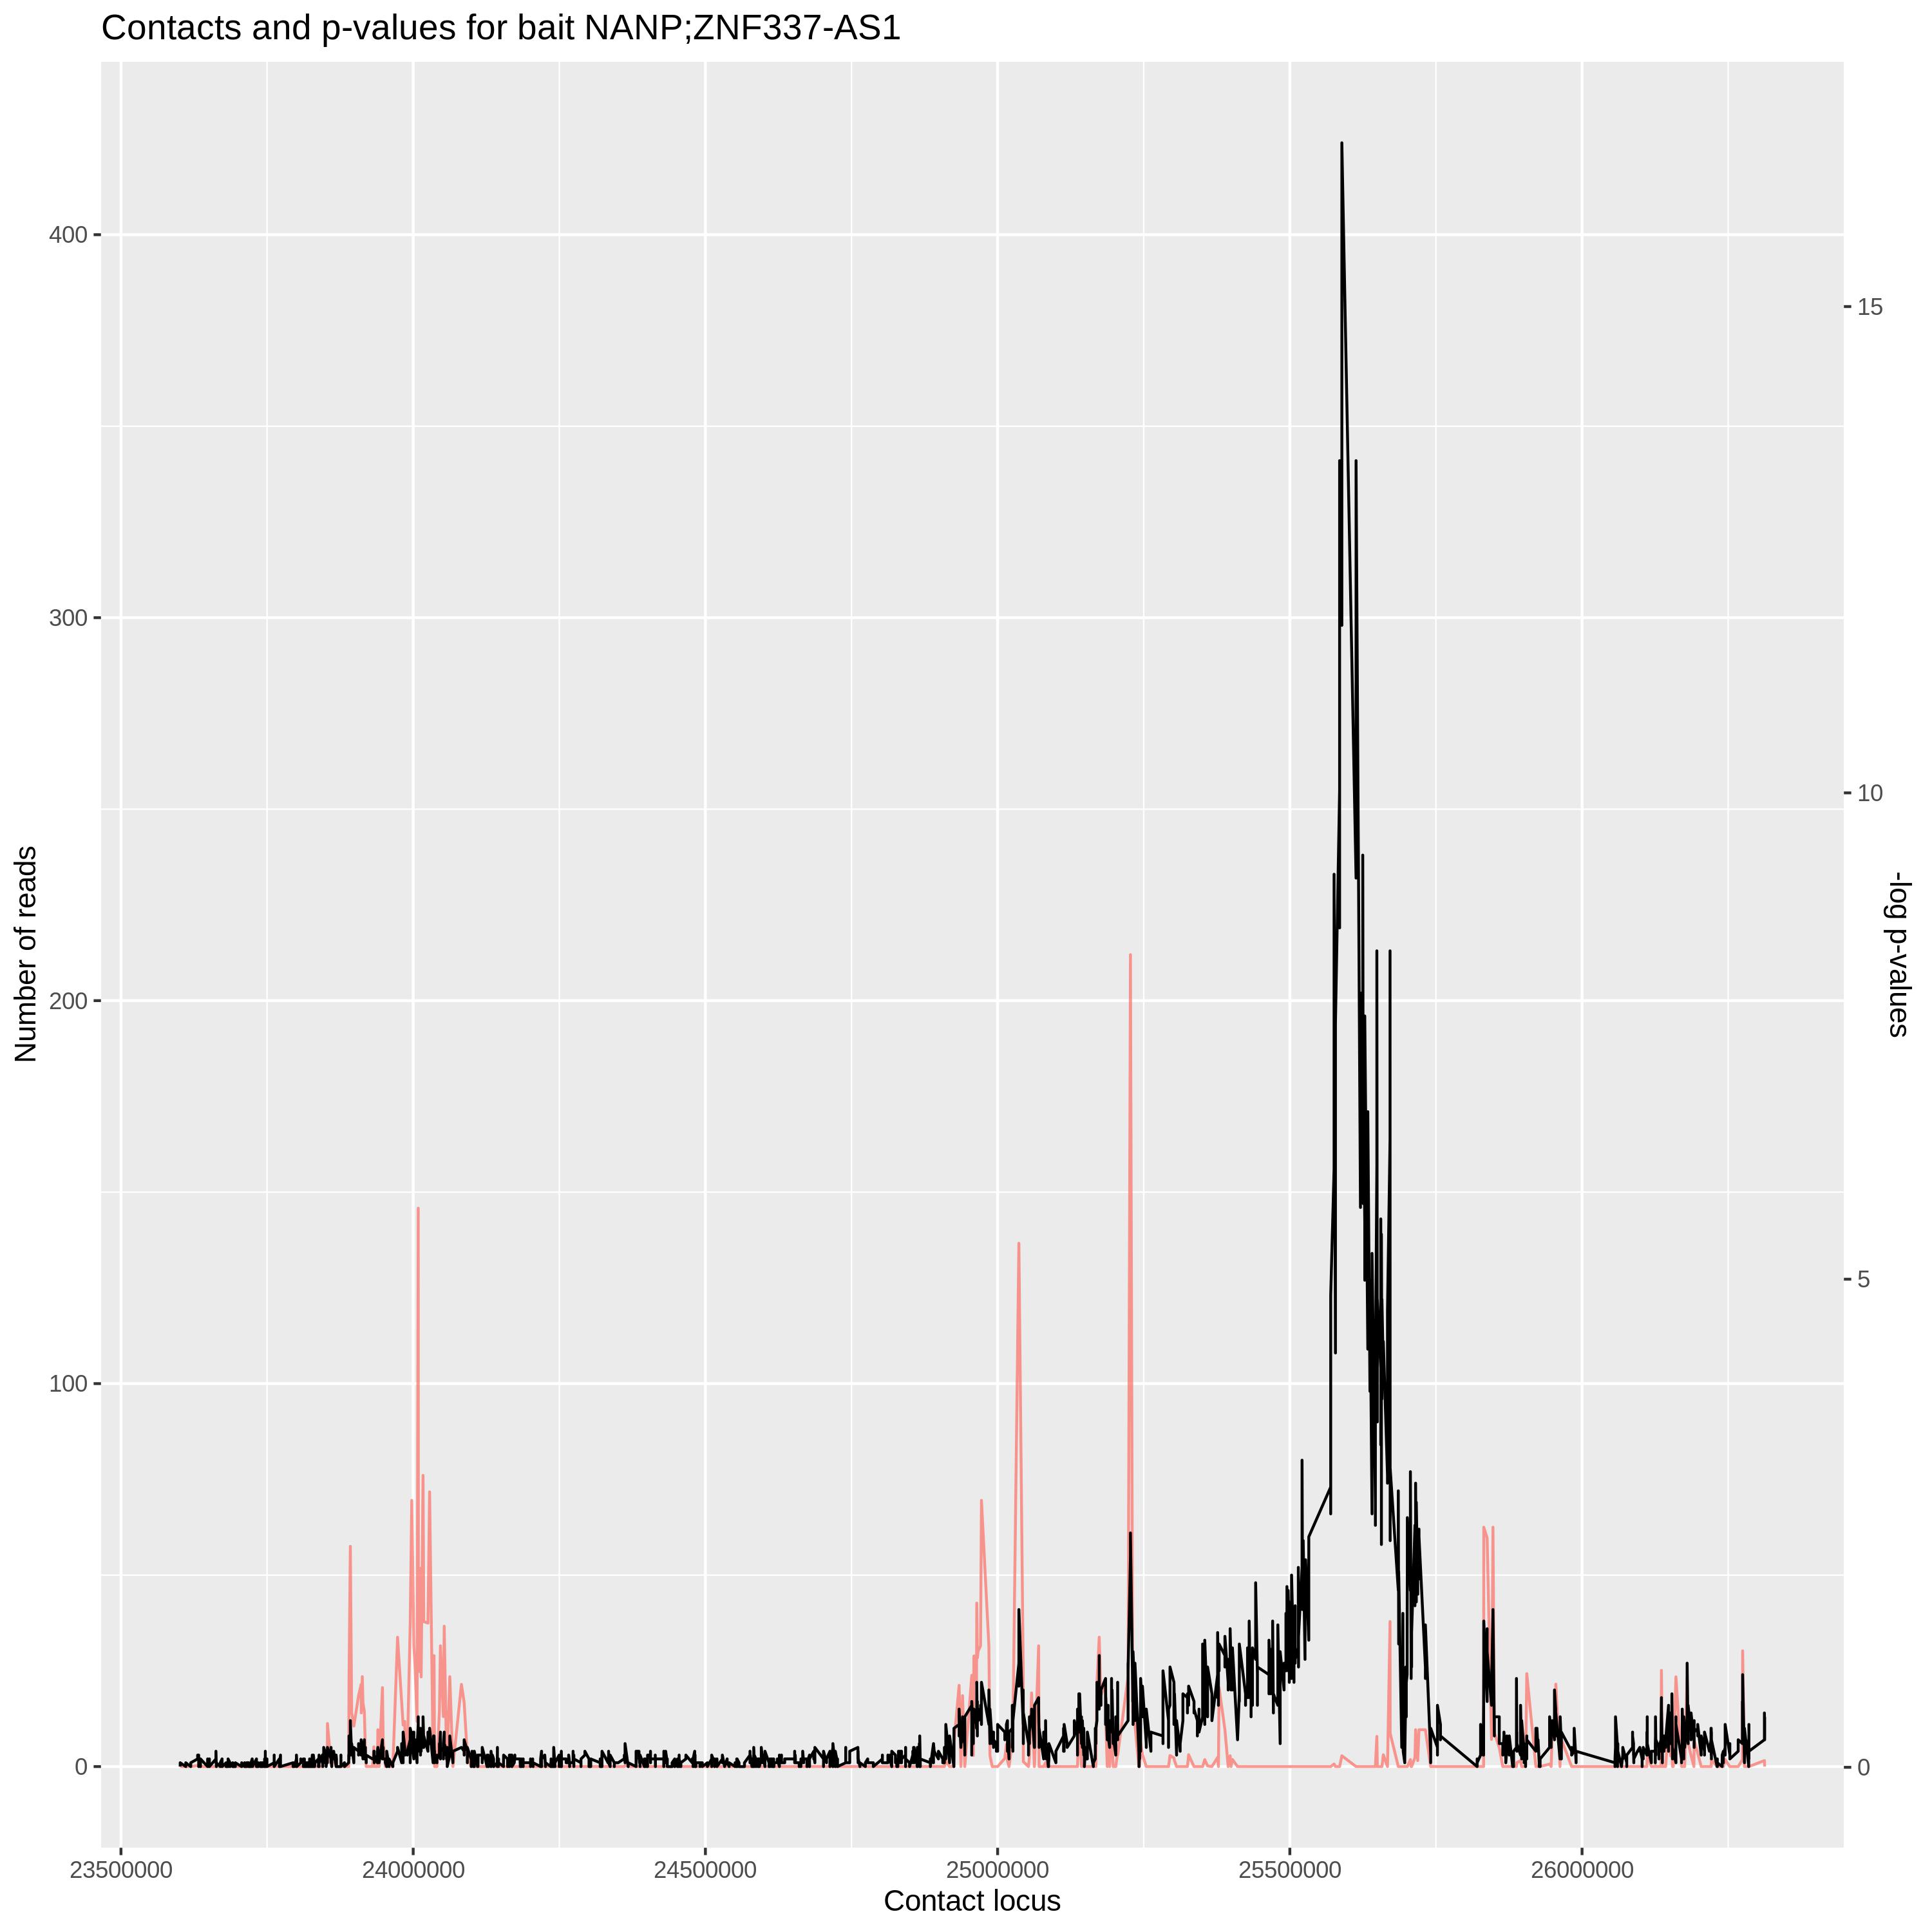 Contacts and p-values for bait NANP;ZNF337-AS1
Number of reads
400
300
200
100
0
15
10
5
0
-log p-values
23500000 24000000 24500000 25000000 25500000 26000000
Contact locus